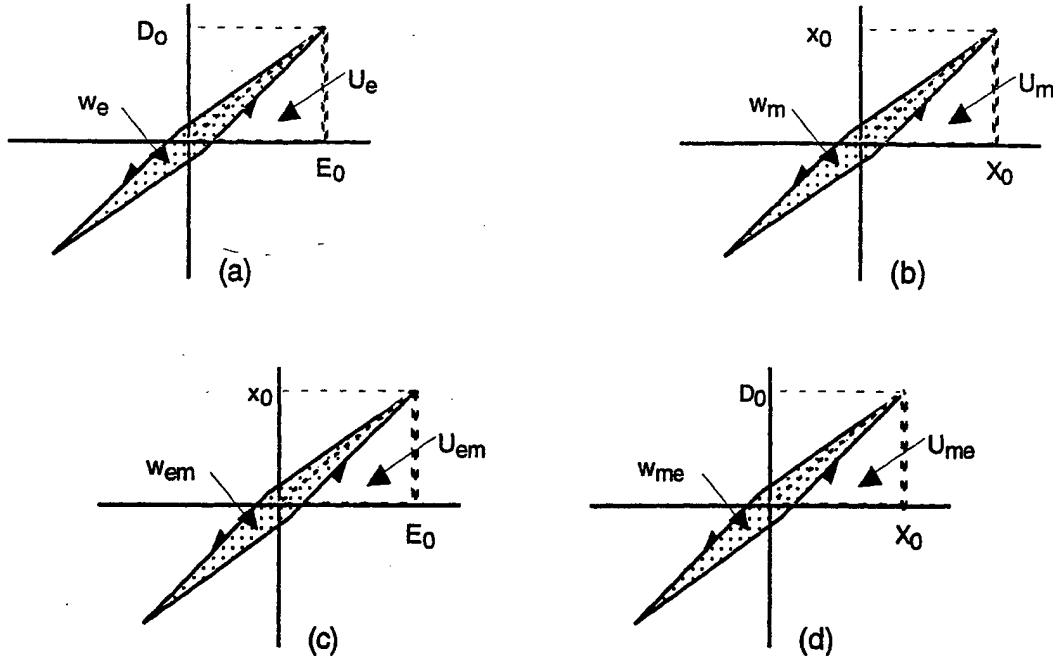 D₀
Uₑ
wₑ
E₀
(a)
x₀
Uₘ
wₘ
X₀
(b)
x₀
Uₑₘ
wₑₘ
E₀
(c)
D₀
Uₘₑ
wₘₑ
X₀
(d)